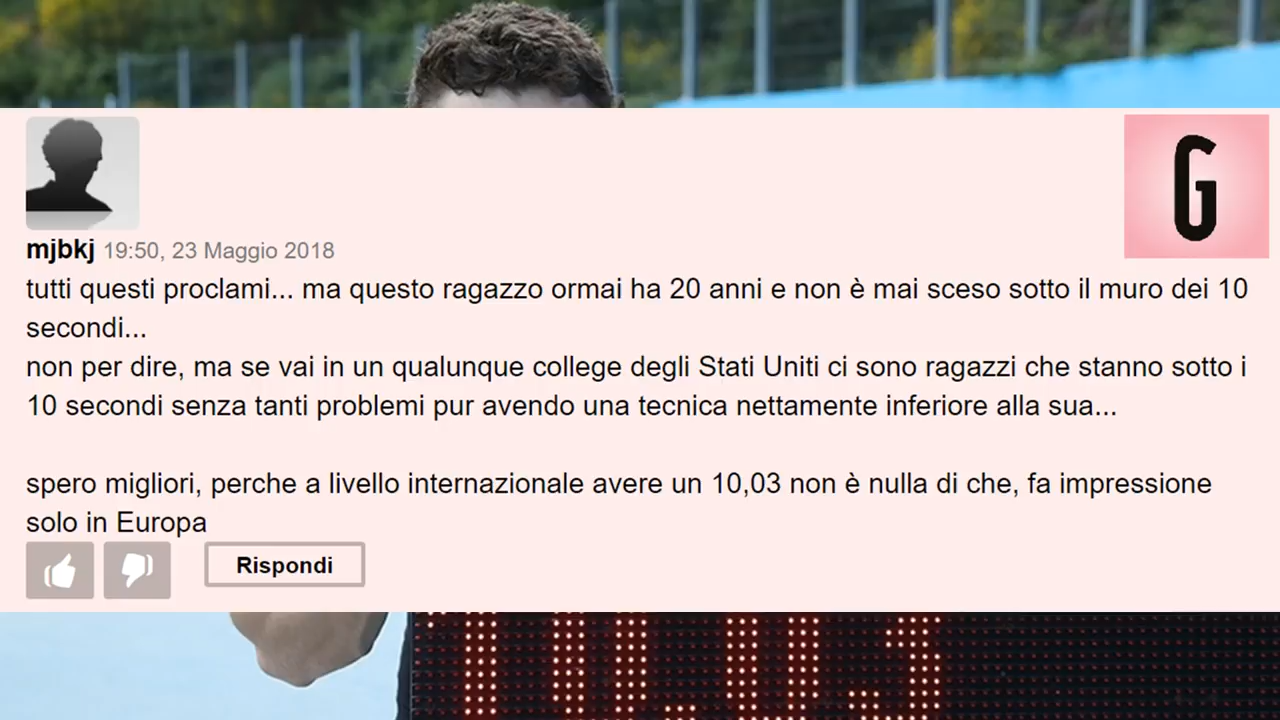 G
mjbkj 19:50, 23 Maggio 2018
tutti questi proclami... ma questo ragazzo ormai ha 20 anni e non è mai sceso sotto il muro dei 10
secondi...
non per dire, ma se vai in un qualunque college degli Stati Uniti ci sono ragazzi che stanno sotto i
10 secondi senza tanti problemi pur avendo una tecnica nettamente inferiore alla sua...
spero migliori, perche a livello internazionale avere un 10,03 non è nulla di che, fa impressione
solo in Europa
Rispondi
10.03